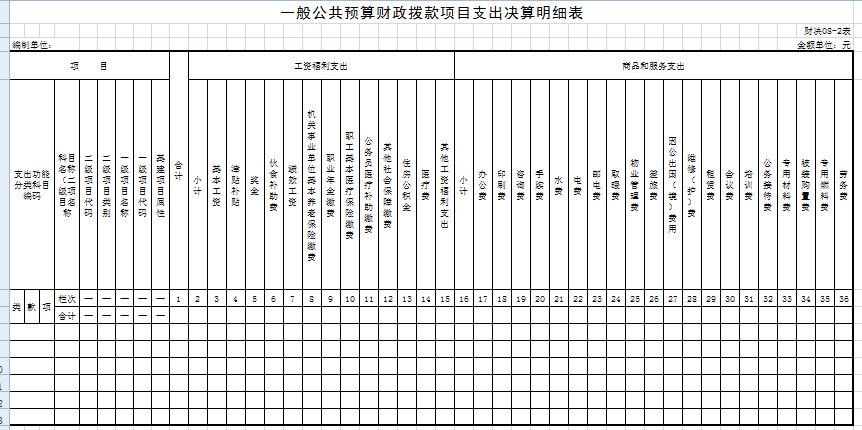 一般公共预算财政拨款项目支出决算明细表
财决08-2表
编制单位:
金额单位: 元
项 目
合计
工资福利支出
商品和服务支出
支出功能分类科目编码
科目名称(二级项目名称)
二级项目代码
二级项目类别
一级项目名称
一级项目代码
基建项目属性
小计
基本工资
津贴补贴
奖金
伙食补助费
绩效工资
机关事业单位基本养老保险缴费
职业年金缴费
职工基本医疗保险缴费
公务员医疗补助缴费
其他社会保障缴费
住房公积金
医疗费
其他工资福利支出
小计
办公费
印刷费
咨询费
手续费
水费
电费
邮电费
取暖费
物业管理费
差旅费
因公出国(境)费用
维修(护)费
租赁费
会议费
培训费
公务接待费
专用材料费
被装购置费
专用燃料费
劳务费
类 款 项
栏次 — — — — — 1 2 3 4 5 6 7 8 9 10 11 12 13 14 15 16 17 18 19 20 21 22 23 24 25 26 27 28 29 30 31 32 33 34 35 36
合计 — — — — —